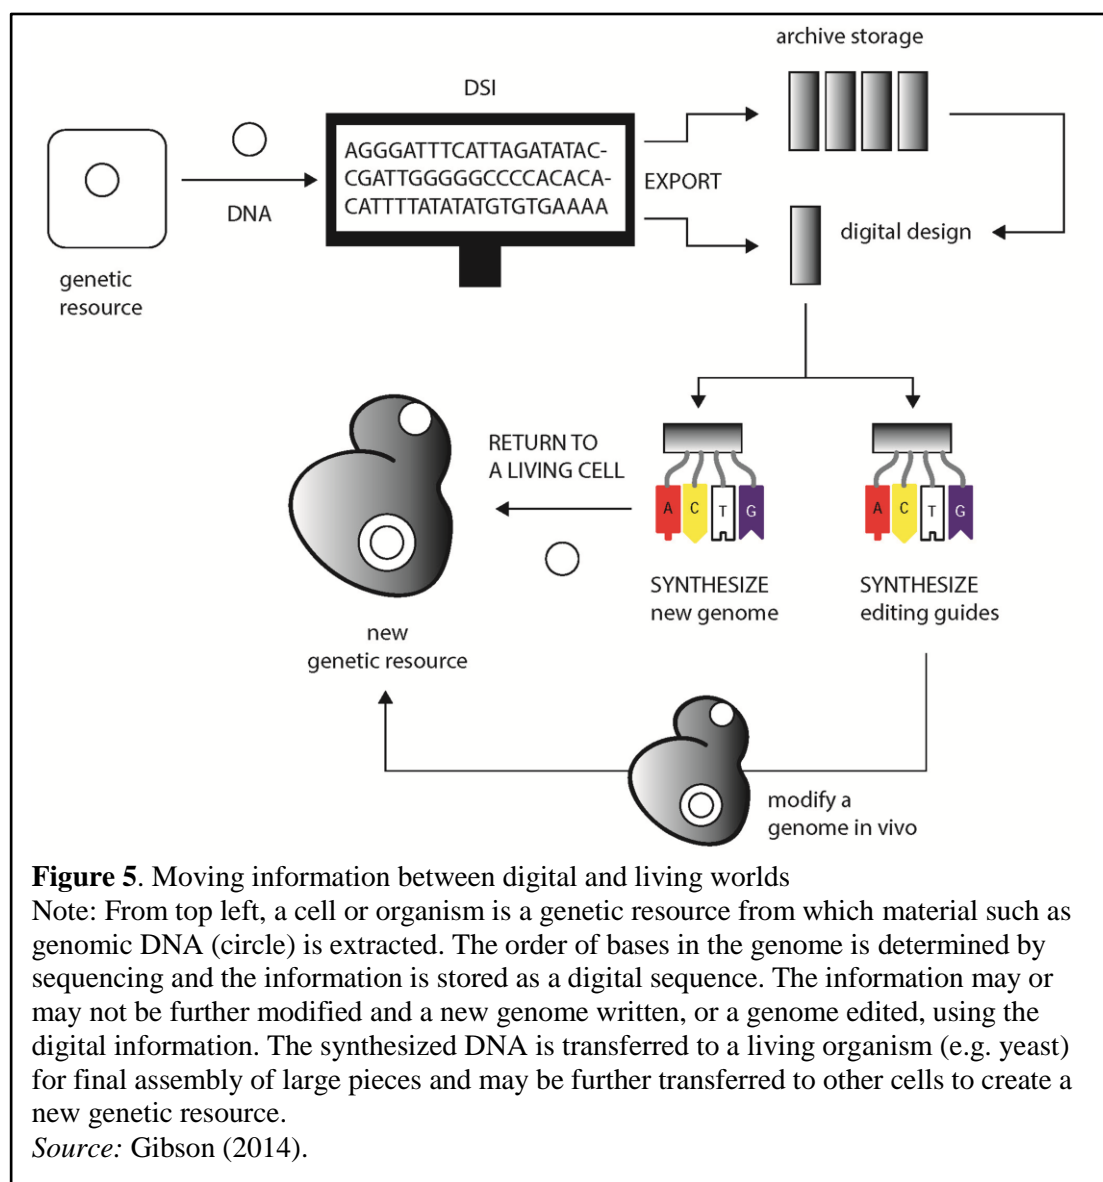 archive storage
DSI
AGGGATTTCATTAGATATAC-
CGATTGGGGGCCCCACACA-
CATTTTATATATGTGTGAAAA
EXPORT
DNA
digital design
genetic
resource
RETURN TO
A LIVING CELL
A C T G
A C T G
SYNTHESIZE
new genome
SYNTHESIZE
editing guides
new
genetic resource
modify a
genome in vivo
Figure 5. Moving information between digital and living worlds
Note: From top left, a cell or organism is a genetic resource from which material such as
genomic DNA (circle) is extracted. The order of bases in the genome is determined by
sequencing and the information is stored as a digital sequence. The information may or
may not be further modified and a new genome written, or a genome edited, using the
digital information. The synthesized DNA is transferred to a living organism (e.g. yeast)
for final assembly of large pieces and may be further transferred to other cells to create a
new genetic resource.
Source: Gibson (2014).